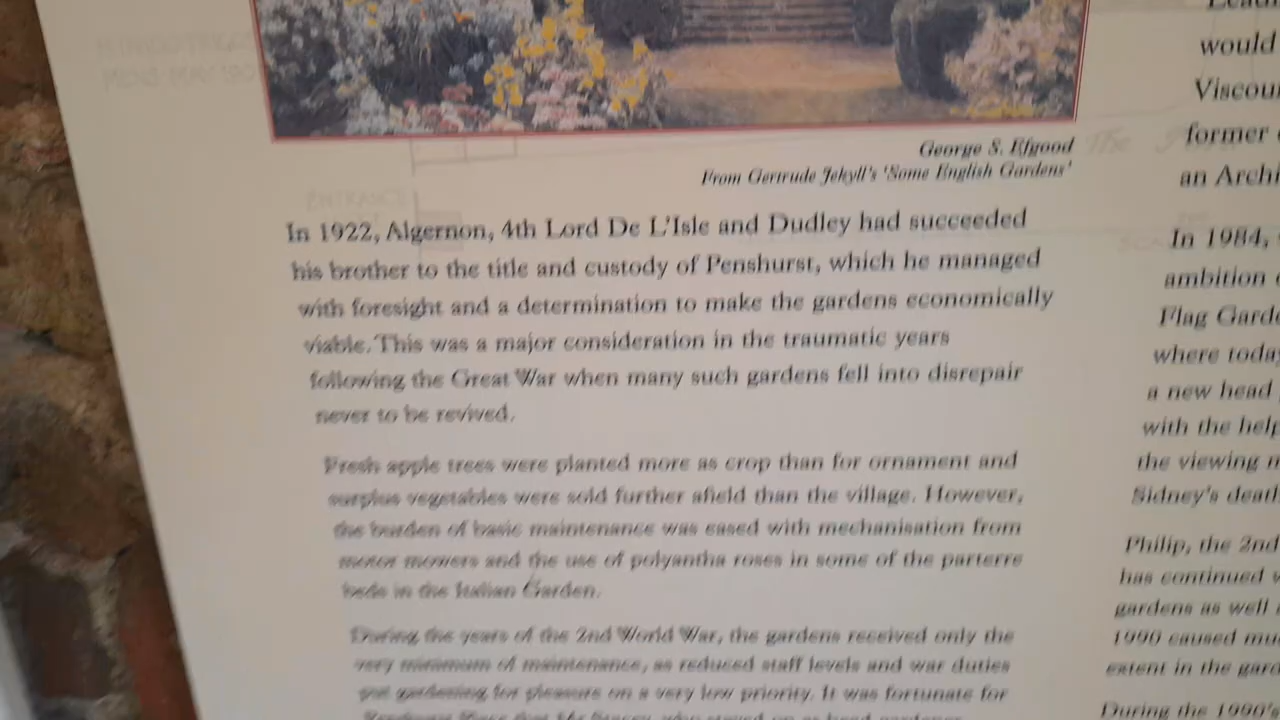 George S. Elgood
From Gertrude Jekyll's 'Some English Gardens'
In 1922, Algernon, 4th Lord De L'Isle and Dudley had succeeded
his brother to the title and custody of Penshurst, which he managed
with foresight and a determination to make the gardens economically
viable. This was a major consideration in the traumatic years
following the Great War when many such gardens fell into disrepair
never to be revived.
Fresh apple trees were planted more as crop than for ornament and
surplus vegetables were sold further afield than the village. However,
the burden of basic maintenance was eased with mechanisation from
motor mowers and the use of polyantha roses in some of the parterre
beds in the Italian Garden.
During the years of the 2nd World War, the gardens received only the
very minimum of maintenance, as reduced staff levels and war duties
put gardening for pleasure on a very low priority. It was fortunate for
would
Viscou
former
an Archi
In 1984,
ambition
Flag Garde
where today
a new head
with the help
the viewing
Sidney's death
Philip, the 2nd
has continued
gardens as well
1990 caused mu
extent in the gard
During the 1990's
ENTRANCE
The